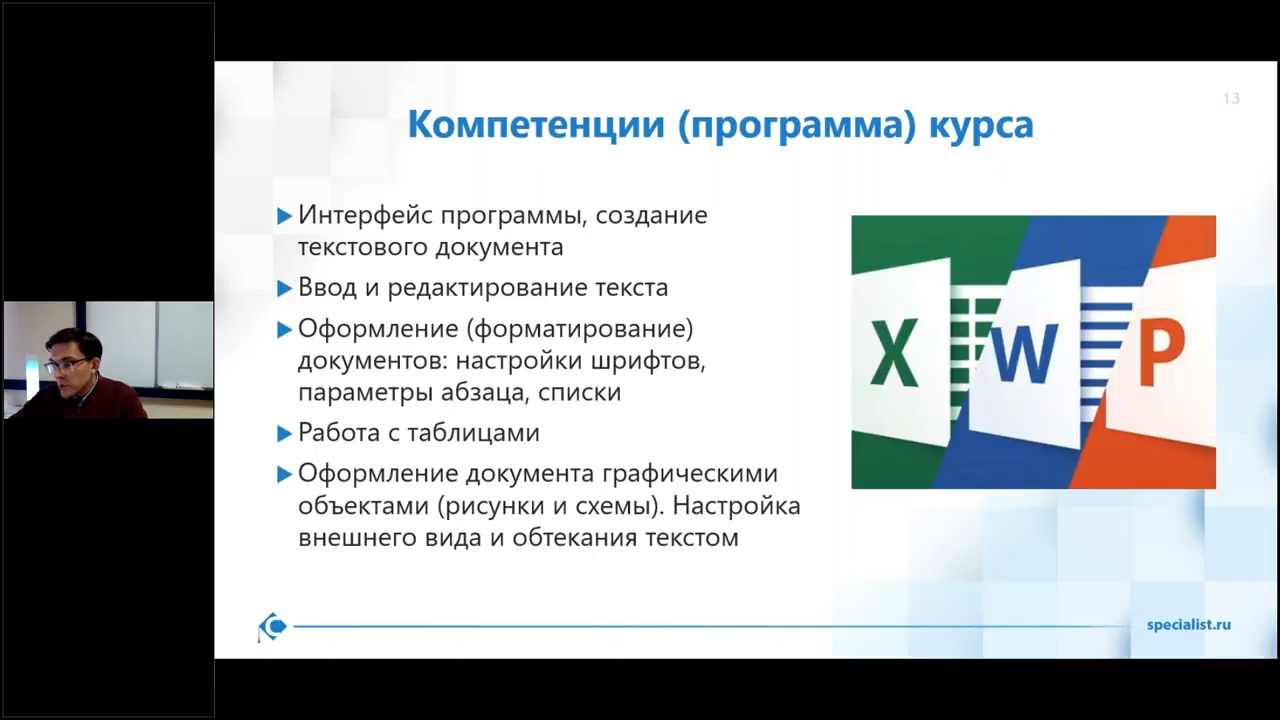 13
Компетенции (программа) курса
Интерфейс программы, создание
текстового документа
Ввод и редактирование текста
Оформление (форматирование)
документов: настройки шрифтов,
параметры абзаца, списки
Работа с таблицами
Оформление документа графическими
объектами (рисунки и схемы). Настройка
внешнего вида и обтекания текстом
X W P
specialist.ru